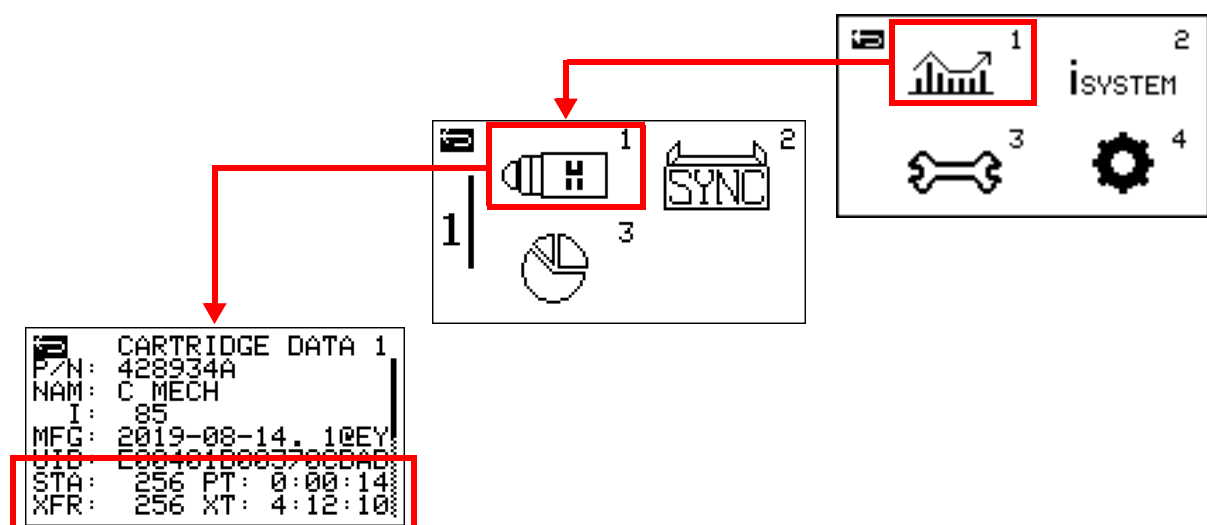 1
2
iSYSTEM
3
4
1
2
SYNC
1
3
CARTRIDGE DATA 1
P/N: 428934A
NAM: C MECH
I: 85
MFG: 2019-08-14. 1@EY
UID:
STA: 256 PT: 0:00:14
XFR: 256 XT: 4:12:10